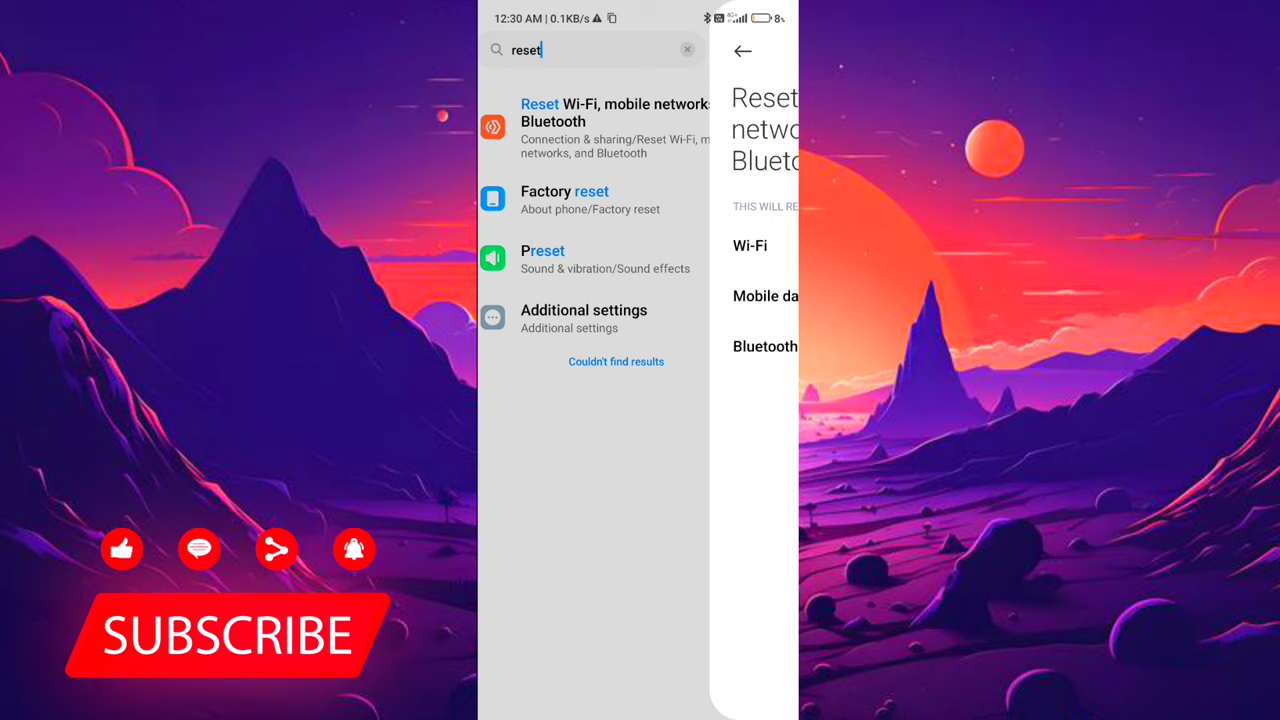 12:30 AM | 0.1KB/s
8%
reset
Reset Wi-Fi, mobile network
Bluetooth
Connection & sharing/Reset Wi-Fi, m
networks, and Bluetooth
Factory reset
About phone/Factory reset
Preset
Sound & vibration/Sound effects
Additional settings
Additional settings
Couldn't find results
Reset
netwo
Blueto
THIS WILL RE
Wi-Fi
Mobile da
Bluetooth
SUBSCRIBE